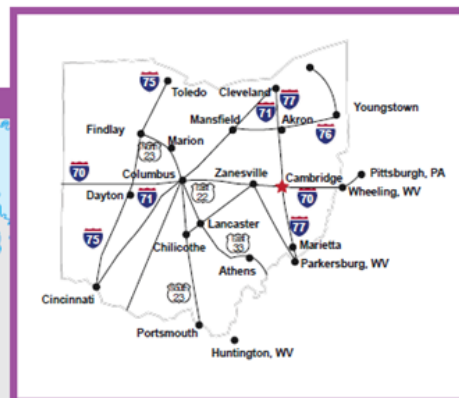 75
Toledo
Cleveland
77
71
Youngstown
Mansfield
Akron
76
Findlay
23
Marion
70
Columbus
Zanesville
Cambridge
Pittsburgh, PA
22
70
Wheeling, WV
Dayton
71
Lancaster
77
75
Chilicothe
33
Marietta
Athens
Parkersburg, WV
Cincinnati
23
Portsmouth
Huntington, WV